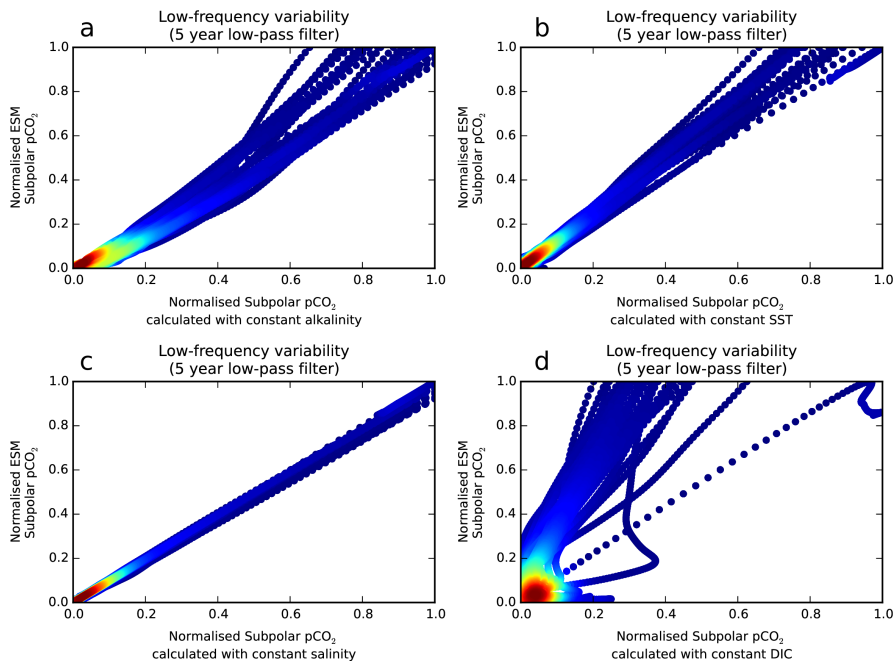 a
Low-frequency variability
(5 year low-pass filter)
1.0
0.8
0.6
0.4
0.2
0.0
Normalised ESM
Subpolar pCO₂
0.2 0.4 0.6 0.8 1.0
Normalised Subpolar pCO₂
calculated with constant alkalinity
b
Low-frequency variability
(5 year low-pass filter)
1.0
0.8
0.6
0.4
0.2
0.0
Normalised ESM
Subpolar pCO₂
0.2 0.4 0.6 0.8 1.0
Normalised Subpolar pCO₂
calculated with constant SST
c
Low-frequency variability
(5 year low-pass filter)
1.0
0.8
0.6
0.4
0.2
0.0
Normalised ESM
Subpolar pCO₂
0.0 0.2 0.4 0.6 0.8 1.0
Normalised Subpolar pCO₂
calculated with constant salinity
d
Low-frequency variability
(5 year low-pass filter)
1.0
0.8
0.6
0.4
0.2
0.0
Normalised ESM
Subpolar pCO₂
0.0 0.2 0.4 0.6 0.8 1.0
Normalised Subpolar pCO₂
calculated with constant DIC